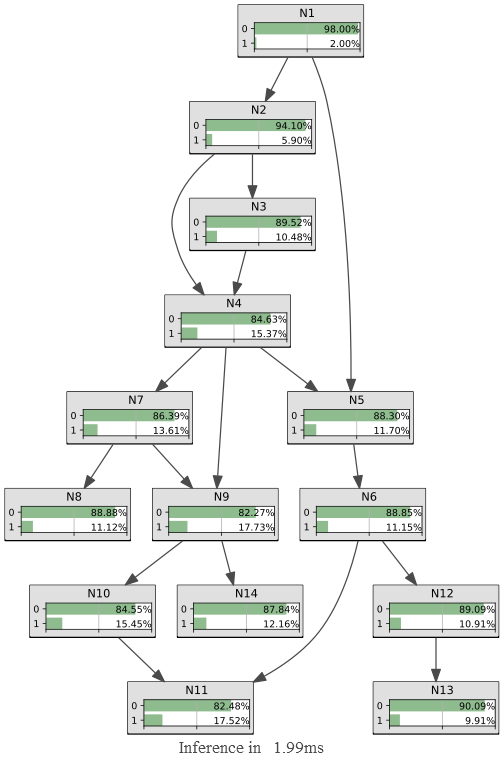 N1
0 98.00%
1 2.00%
N2
0 94.10%
1 5.90%
N3
0 89.52%
1 10.48%
N4
0 84.63%
1 15.37%
N7
0 86.39%
1 13.61%
N5
0 88.30%
1 11.70%
N8
0 88.88%
1 11.12%
N9
0 82.27%
1 17.73%
N6
0 88.85%
1 11.15%
N10
0 84.55%
1 15.45%
N14
0 87.84%
1 12.16%
N12
0 89.09%
1 10.91%
N11
0 82.48%
1 17.52%
N13
0 90.09%
1 9.91%
Inference in 1.99ms